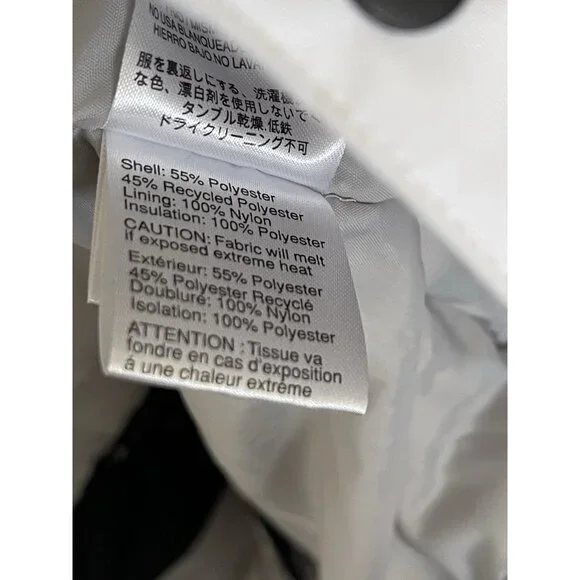 NO USA BLANQUEAD
HIERRO BAJO NO LAVA
服を裏返しにする、洗濯機
な色、漂白剤を使用しないで
タンブル乾燥.低鉄
ドライクリーニング不可
Shell: 55% Polyester
45% Recycled Polyester
Lining: 100% Nylon
Insulation: 100% Polyester
CAUTION: Fabric will melt
if exposed extreme heat
Extérieur: 55% Polyester
45% Polyester Recyclé
Doublure: 100% Nylon
Isolation: 100% Polyester
ATTENTION : Tissue va
fondre en cas d'exposition
á une chaleur extrême